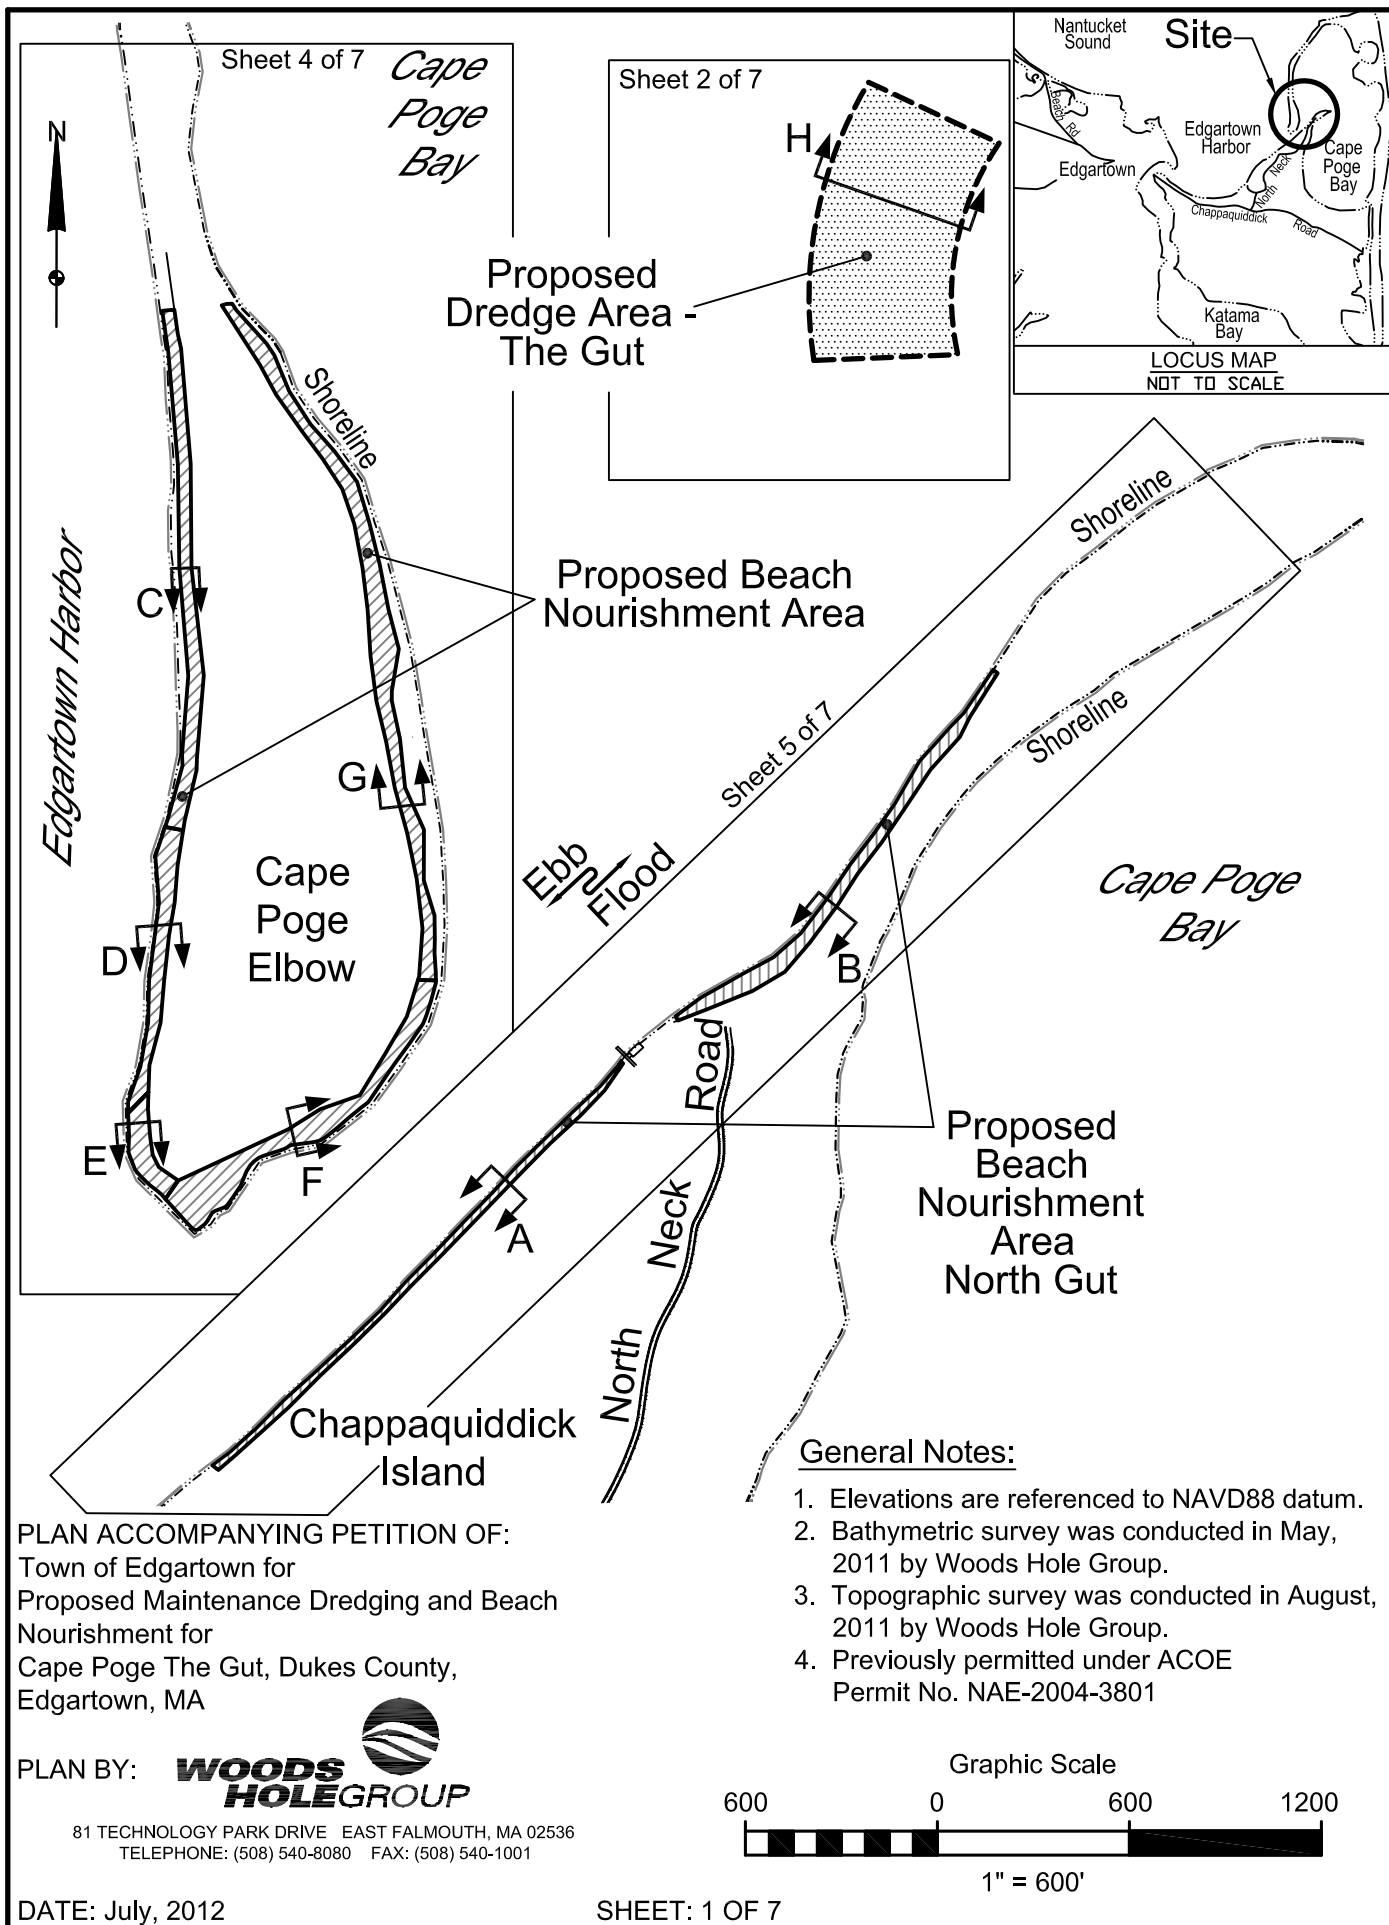 Sheet 4 of 7
Cape
Poge
Bay
N
Sheet 2 of 7
H
Proposed
Dredge Area -
The Gut
Nantucket
Sound
Site
Beach Rd
Edgartown
Harbor
Edgartown
Cape
Poge
Bay
North Neck
Chappaquiddick Road
Katama
Bay
LOCUS MAP
NOT TO SCALE
Shoreline
Edgartown Harbor
C
Proposed Beach
Nourishment Area
Shoreline
Sheet 5 of 7
Shoreline
G
Cape
Poge
Elbow
Ebb
Flood
Cape Poge
Bay
D
B
E
F
A
North Neck Road
Proposed
Beach
Nourishment
Area
North Gut
Chappaquiddick
Island
General Notes:
1. Elevations are referenced to NAVD88 datum.
2. Bathymetric survey was conducted in May,
2011 by Woods Hole Group.
3. Topographic survey was conducted in August,
2011 by Woods Hole Group.
4. Previously permitted under ACOE
Permit No. NAE-2004-3801
PLAN ACCOMPANYING PETITION OF:
Town of Edgartown for
Proposed Maintenance Dredging and Beach
Nourishment for
Cape Poge The Gut, Dukes County,
Edgartown, MA
PLAN BY:
WOODS
HOLEGROUP
81 TECHNOLOGY PARK DRIVE EAST FALMOUTH, MA 02536
TELEPHONE: (508) 540-8080 FAX: (508) 540-1001
Graphic Scale
600 0 600 1200
1" = 600'
DATE: July, 2012
SHEET: 1 OF 7